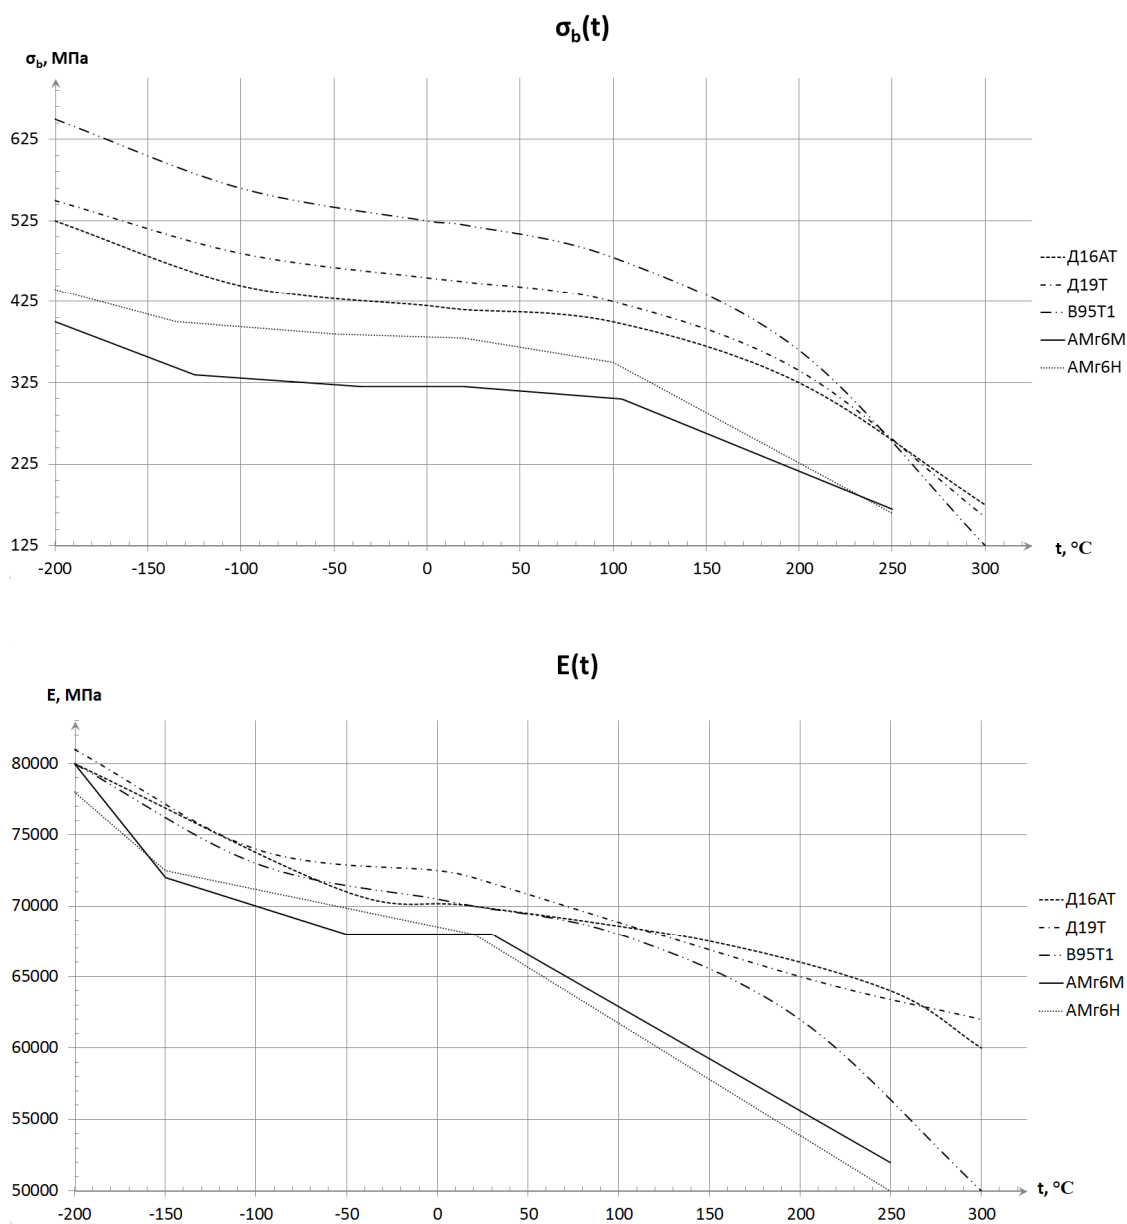 σb(t)
σb, МПа
625
525
425
325
225
125
-200 -150 -100 -50 0 50 100 150 200 250 300
t, °C
Д16АТ
Д19Т
В95Т1
АМг6М
АМг6Н
E(t)
E, МПа
80000
75000
70000
65000
60000
55000
50000
-200 -150 -100 -50 0 50 100 150 200 250 300
t, °C
Д16АТ
Д19Т
В95Т1
АМг6М
АМг6Н